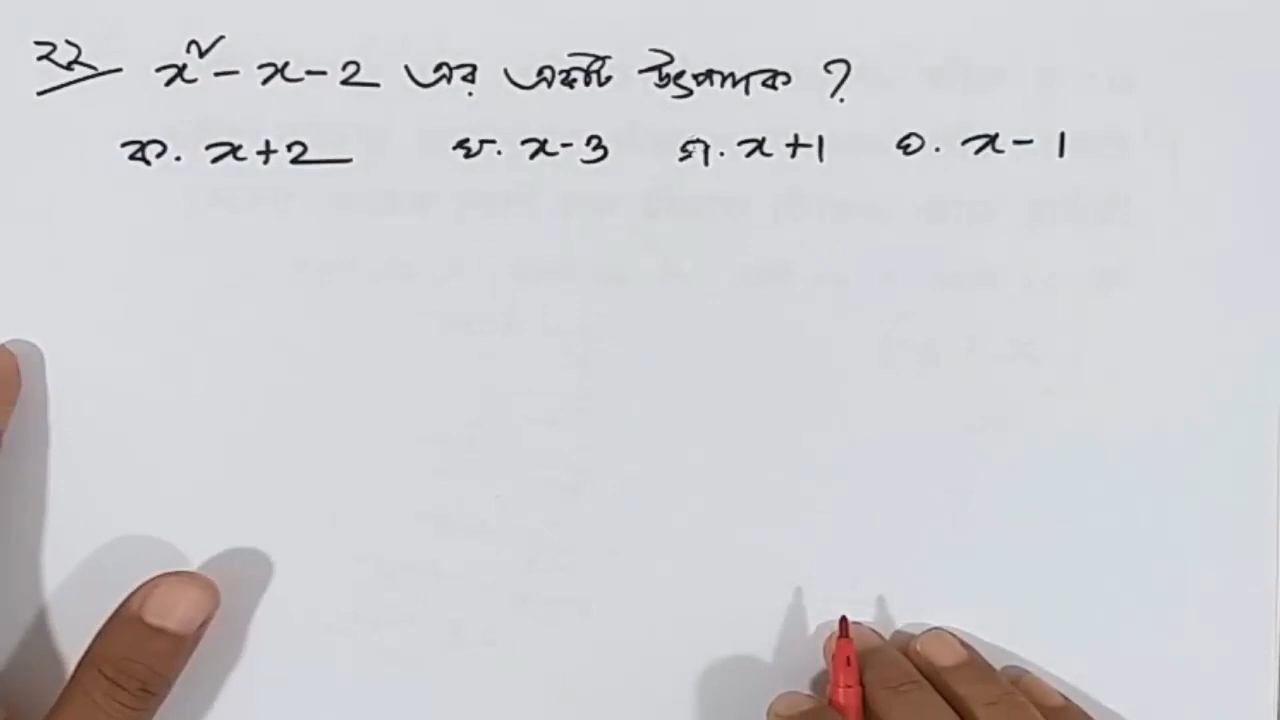 ২২ x² - x - 2 এর একটি উৎপাদক ?
ক. x+2 খ. x-3 গ. x+1 ঘ. x-1